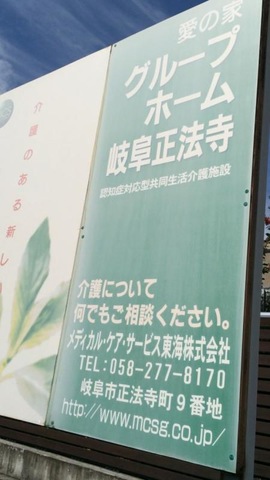 愛の家
グループ
ホーム
岐阜正法寺
認知症対応型共同生活介護施設
介護について
何でもご相談ください。
メディカル・ケア・サービス東海株式会社
TEL:058-277-8170
岐阜市正法寺町9番地
http://www.mcsg.co.jp/
介護のある新しい